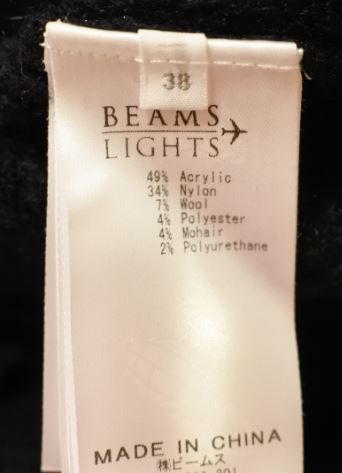 38
BEAMS
LIGHTS
49% Acrylic
34% Nylon
7% Wool
4% Polyester
4% Mohair
2% Polyurethane
MADE IN CHINA
㈱ビームス